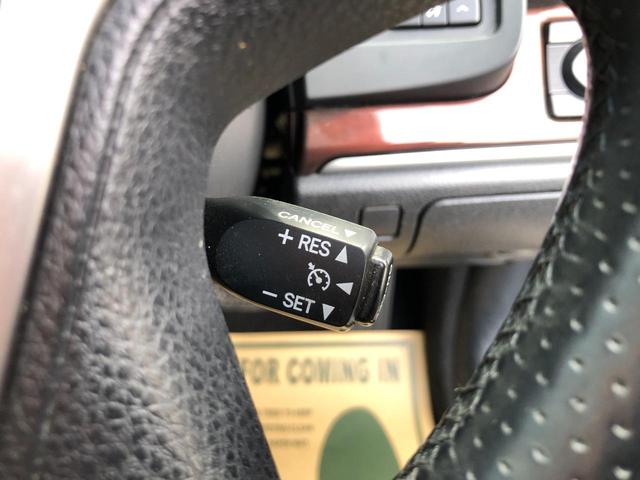 CANCEL ▼
+ RES ▲
◄
− SET ▼
FOR COMING IN